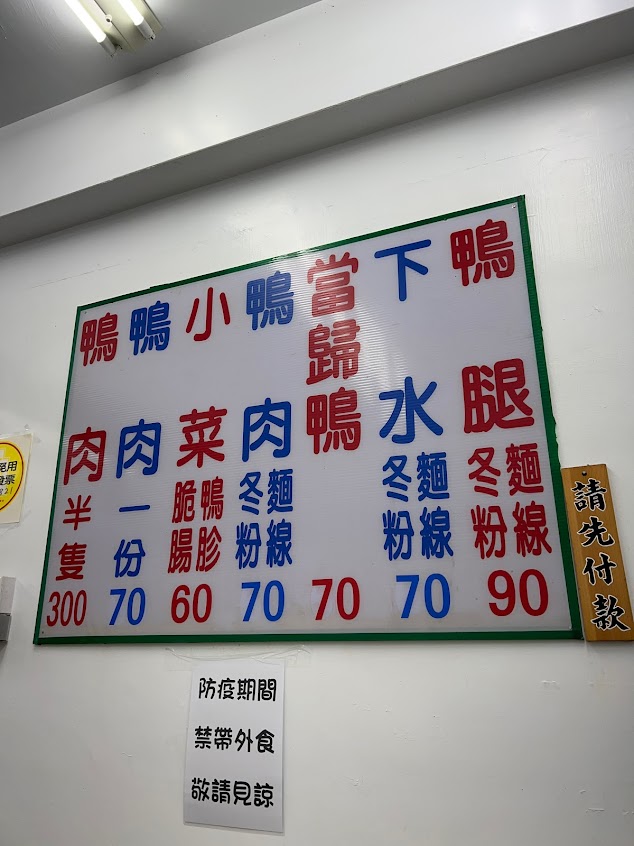 鴨腿
麵線
冬粉
90
下水
麵線
冬粉
70
當歸鴨
70
鴨肉
麵線
冬粉
70
小菜
鴨胗
脆腸
60
鴨肉一份
70
鴨肉半隻
300
請先付款
防疫期間
禁帶外食
敬請見諒